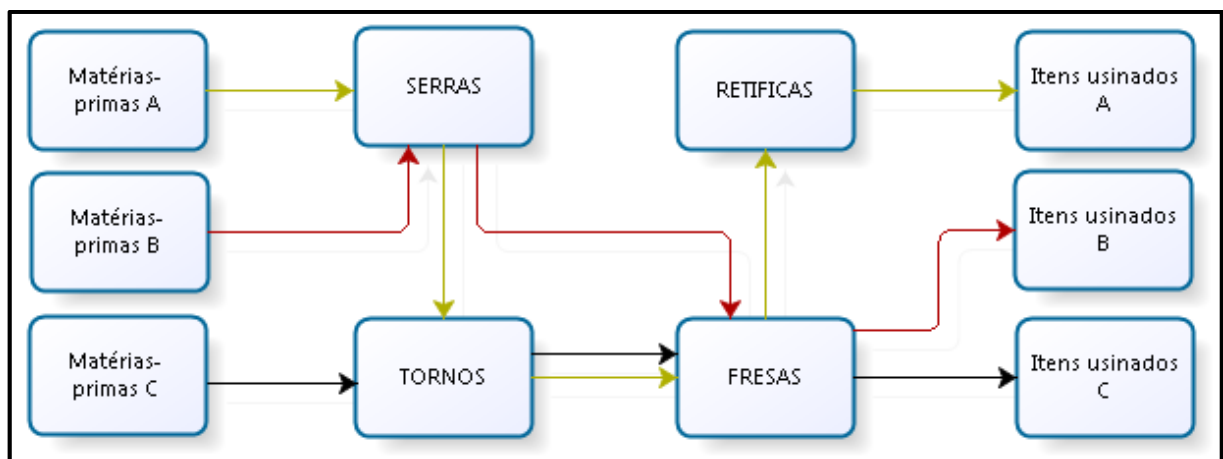 Matérias-
primas A
SERRAS
RETIFICAS
Itens usinados
A
Matérias-
primas B
Itens usinados
B
Matérias-
primas C
TORNOS
FRESAS
Itens usinados
C